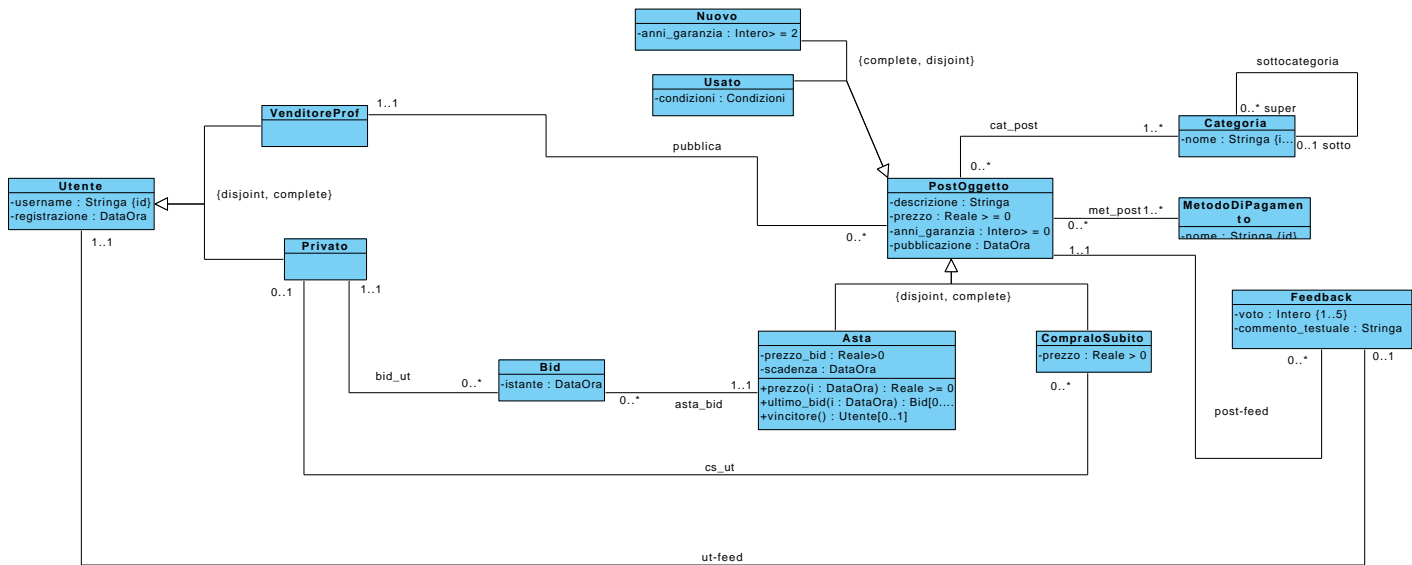 Nuovo
-anni_garanzia : Intero> = 2
{complete, disjoint}
Usato
-condizioni : Condizioni
sottocategoria
0..* super
Categoria
-nome : Stringa {i...
0..1 sotto
cat_post
1..*
0..*
VenditoreProf
1..1
pubblica
0..*
Utente
-username : Stringa {id}
-registrazione : DataOra
1..1
{disjoint, complete}
PostOggetto
-descrizione : Stringa
-prezzo : Reale > = 0
-anni_garanzia : Intero> = 0
-pubblicazione : DataOra
met_post
1..*
0..*
MetodoDiPagame
nto
-nome : Stringa {id}
1..1
Privato
0..1
1..1
{disjoint, complete}
Feedback
-voto : Intero {1..5}
-commento_testuale : Stringa
0..*
0..1
Asta
-prezzo_bid : Reale>0
-scadenza : DataOra
+prezzo(i : DataOra) : Reale >= 0
+ultimo_bid(i : DataOra) : Bid[0....
+vincitore() : Utente[0..1]
CompraloSubito
-prezzo : Reale > 0
0..*
Bid
-istante : DataOra
bid_ut
0..*
0..*
asta_bid
1..1
post-feed
cs_ut
ut-feed